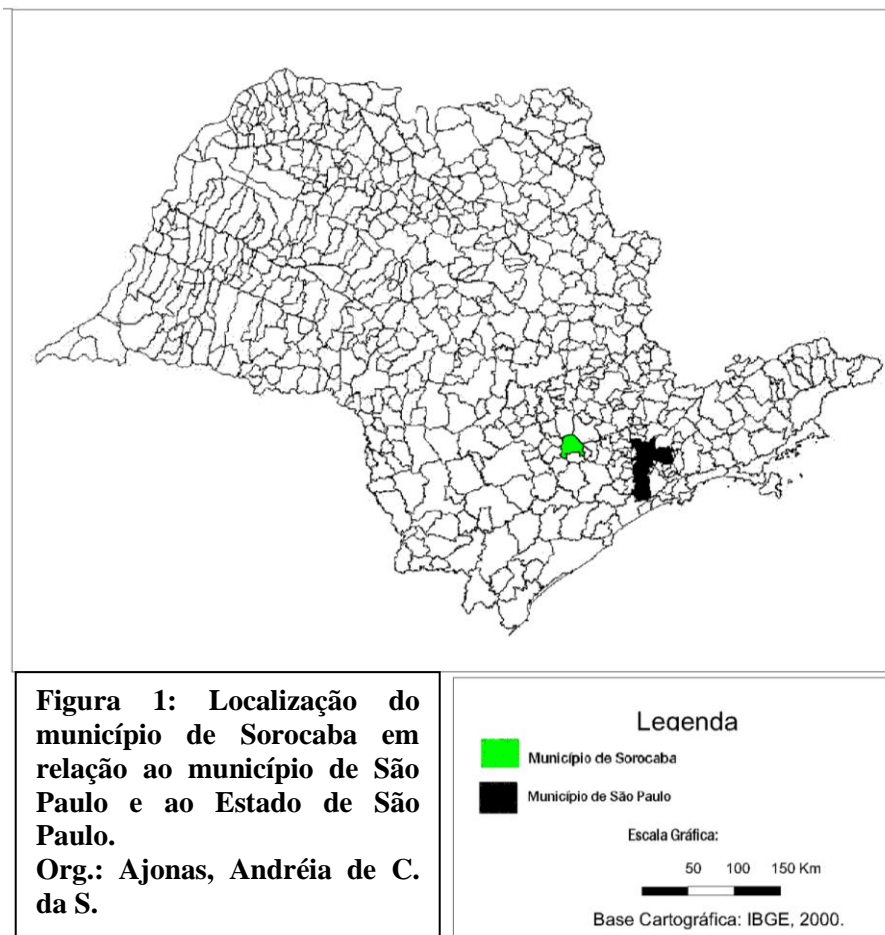 Figura 1: Localização do
município de Sorocaba em
relação ao município de São
Paulo e ao Estado de São
Paulo.
Org.: Ajonas, Andréia de C.
da S.
Legenda
Município de Sorocaba
Município de São Paulo
Escala Gráfica:
50 100 150 Km
Base Cartográfica: IBGE, 2000.